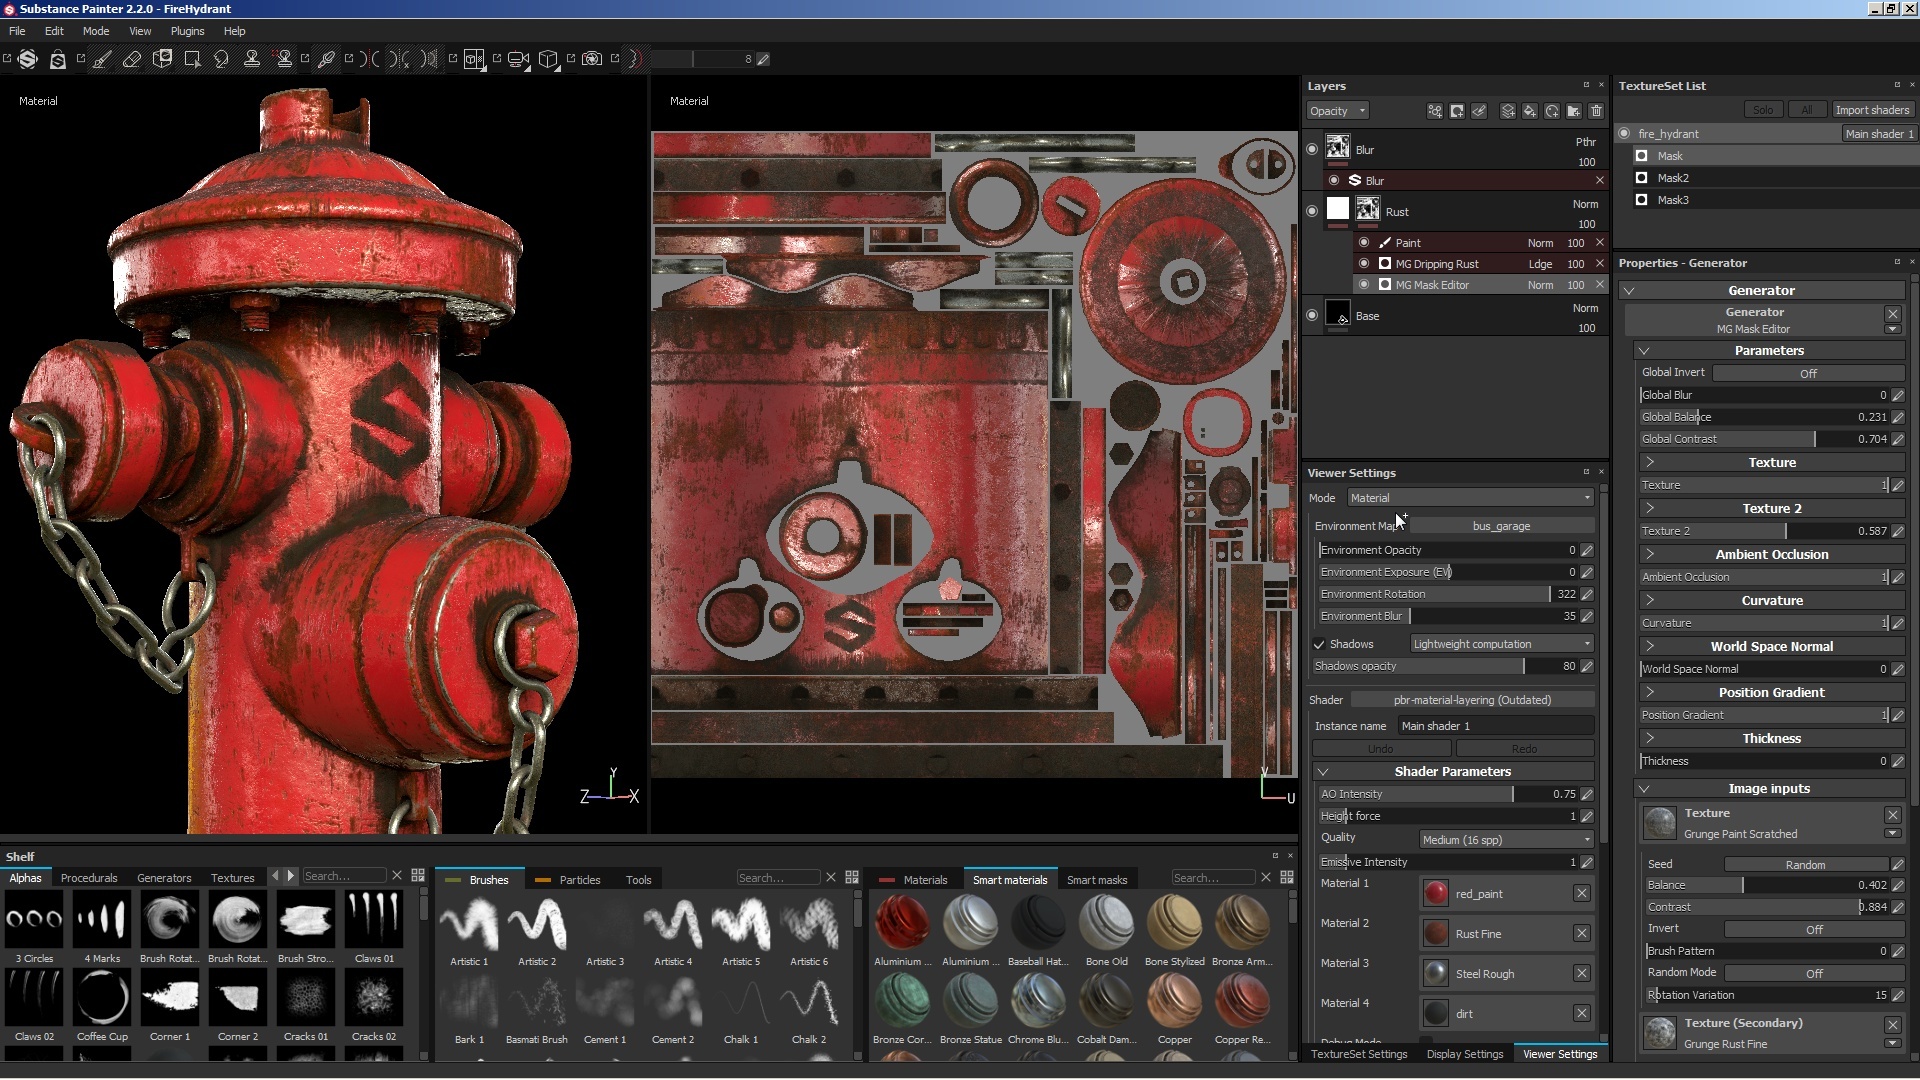 Substance Painter 2.2.0 - FireHydrant
File Edit Mode View Plugins Help
8
Material
Material
Z Y X
V U
Layers
Opacity
Blur Pthr 100
Blur
Rust Norm 100
Paint Norm 100
MG Dripping Rust Ldge 100
MG Mask Editor Norm 100
Base Norm 100
Viewer Settings
Mode Material
Environment Map bus_garage
Environment Opacity 0
Environment Exposure (EV) 0
Environment Rotation 322
Environment Blur 35
Shadows Lightweight computation
Shadows opacity 80
Shader pbr-material-layering (Outdated)
Instance name Main shader 1
Undo Redo
Shader Parameters
AO Intensity 0.75
Height force 1
Quality Medium (16 spp)
Emissive Intensity 1
Material 1 red_paint
Material 2 Rust Fine
Material 3 Steel Rough
Material 4 dirt
TextureSet Settings Display Settings Viewer Settings
TextureSet List
Solo All Import shaders
fire_hydrant Main shader 1
Mask
Mask2
Mask3
Properties - Generator
Generator
Generator
MG Mask Editor
Parameters
Global Invert Off
Global Blur 0
Global Balance 0.231
Global Contrast 0.704
Texture
Texture 1
Texture 2
Texture 2 0.587
Ambient Occlusion
Ambient Occlusion 1
Curvature
Curvature 1
World Space Normal
World Space Normal 0
Position Gradient
Position Gradient 1
Thickness
Thickness 0
Image inputs
Texture
Grunge Paint Scratched
Seed Random
Balance 0.402
Contrast 0.884
Invert Off
Brush Pattern 0
Random Mode Off
Rotation Variation 15
Texture (Secondary)
Grunge Rust Fine
Shelf
Alphas Procedurals Generators Textures Search...
3 Circles 4 Marks Brush Rotat... Brush Rotat... Brush Stro... Claws 01
Claws 02 Coffee Cup Corner 1 Corner 2 Cracks 01 Cracks 02
Brushes Particles Tools Search...
Artistic 1 Artistic 2 Artistic 3 Artistic 4 Artistic 5 Artistic 6
Bark 1 Basmati Brush Cement 1 Cement 2 Chalk 1 Chalk 2
Materials Smart materials Smart masks Search...
Aluminium ... Aluminium ... Baseball Hat... Bone Old Bone Stylized Bronze Arm...
Bronze Cor... Bronze Statue Chrome Blu... Cobalt Dam... Copper Copper Re...